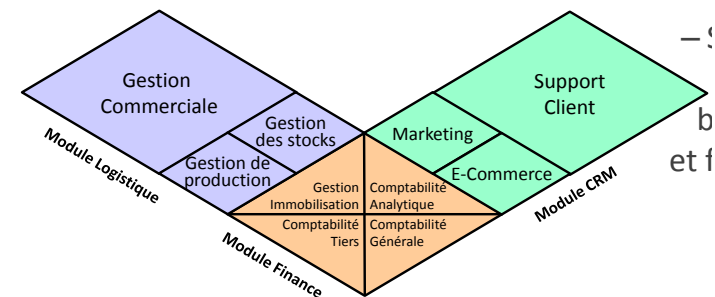 Gestion
Commerciale
Gestion
des stocks
Gestion de
production
Module Logistique
Support
Client
Marketing
E-Commerce
Module CRM
Gestion
Immobilisation
Comptabilité
Analytique
Comptabilité
Tiers
Comptabilité
Générale
Module Finance
– S
b
et f